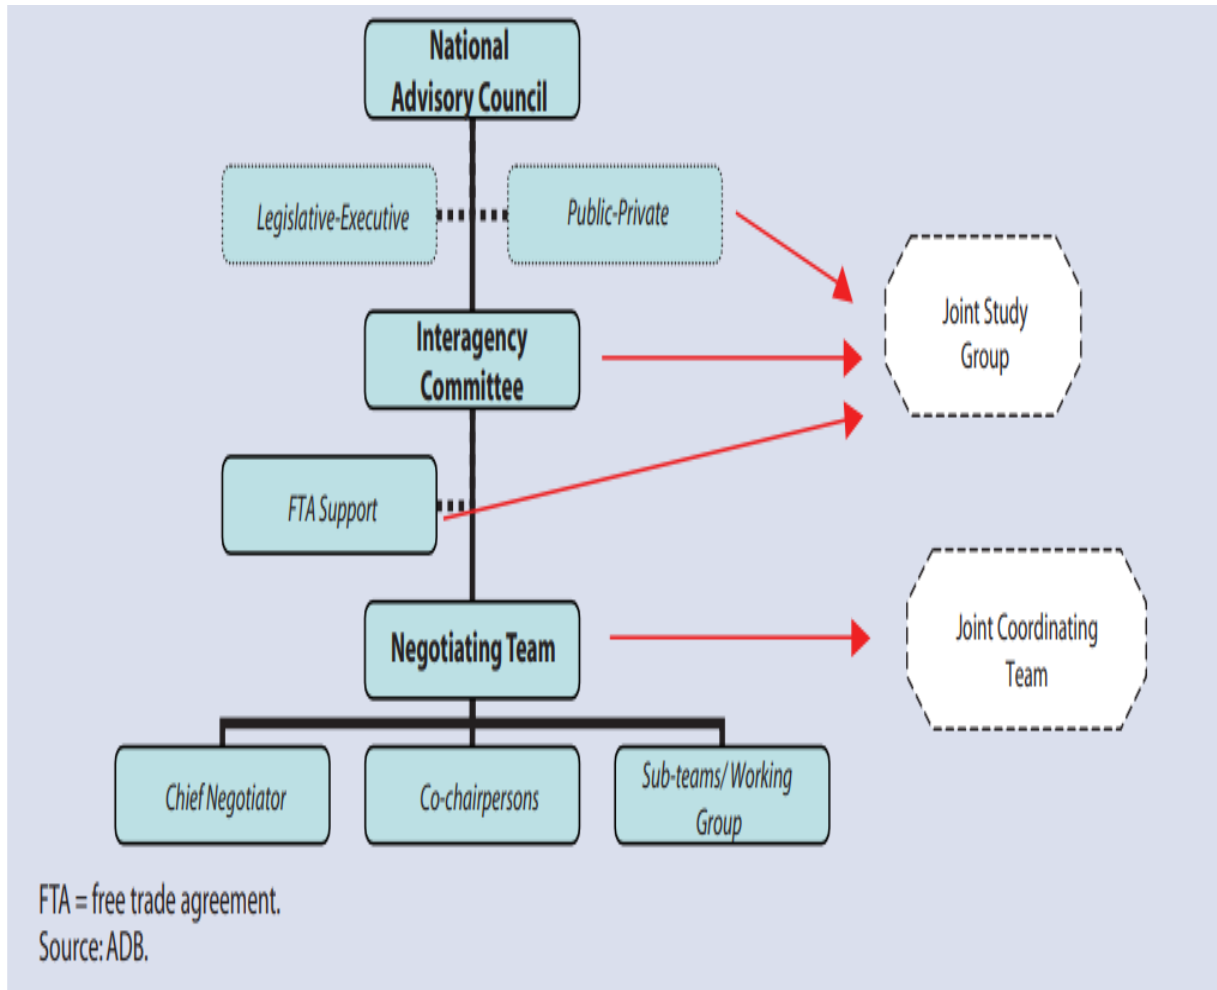 National
Advisory Council
Legislative-Executive
Public-Private
Joint Study
Group
Interagency
Committee
FTA Support
Negotiating Team
Joint Coordinating
Team
Chief Negotiator
Co-chairpersons
Sub-teams/ Working
Group
FTA = free trade agreement.
Source: ADB.